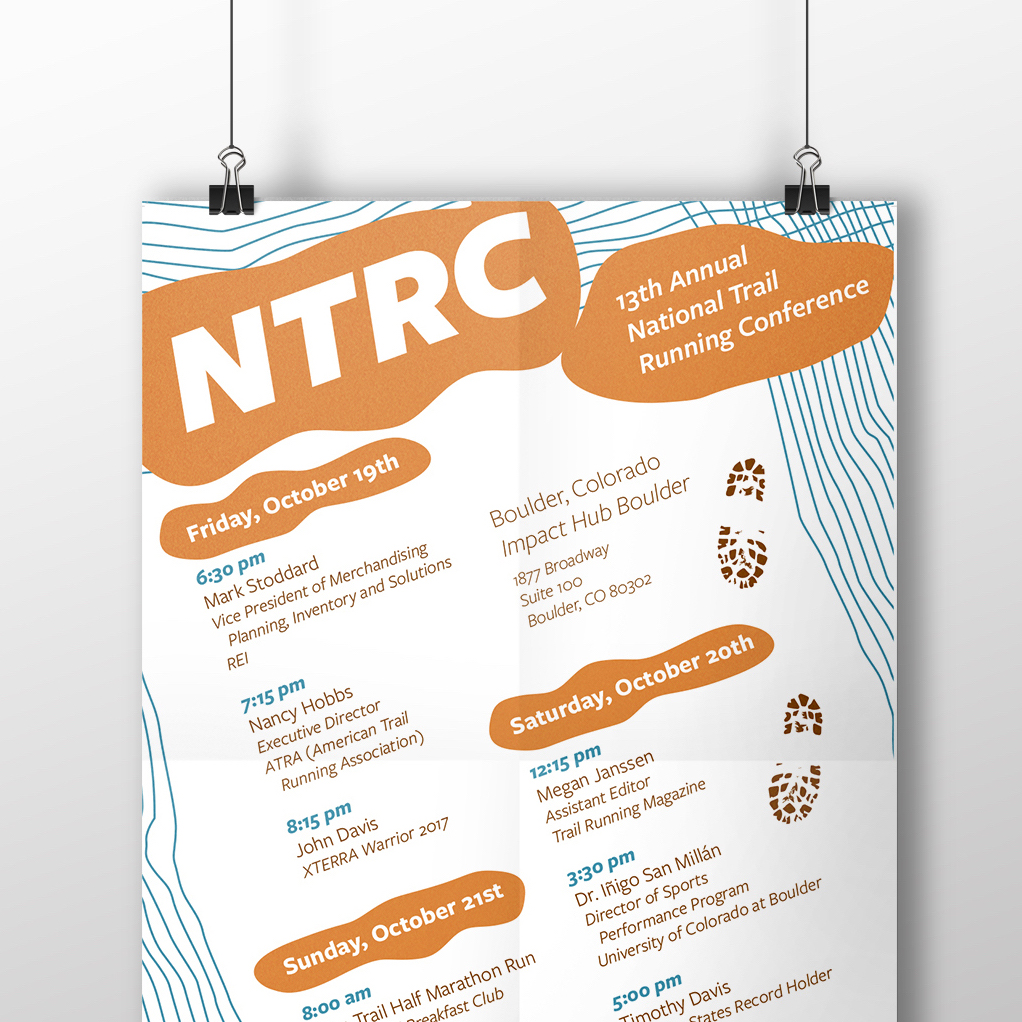 NTRC
13th Annual
National Trail
Running Conference
Friday, October 19th
6:30 pm
Mark Stoddard
Vice President of Merchandising
Planning, Inventory and Solutions
REI
7:15 pm
Nancy Hobbs
Executive Director
ATRA (American Trail
Running Association)
8:15 pm
John Davis
XTERRA Warrior 2017
Boulder, Colorado
Impact Hub Boulder
1877 Broadway
Suite 100
Boulder, CO 80302
Saturday, October 20th
12:15 pm
Megan Janssen
Assistant Editor
Trail Running Magazine
3:30 pm
Dr. Iñigo San Millán
Director of Sports
Performance Program
University of Colorado at Boulder
5:00 pm
Timothy Davis
States Record Holder
Sunday, October 21st
8:00 am
Trail Half Marathon Run
Breakfast Club